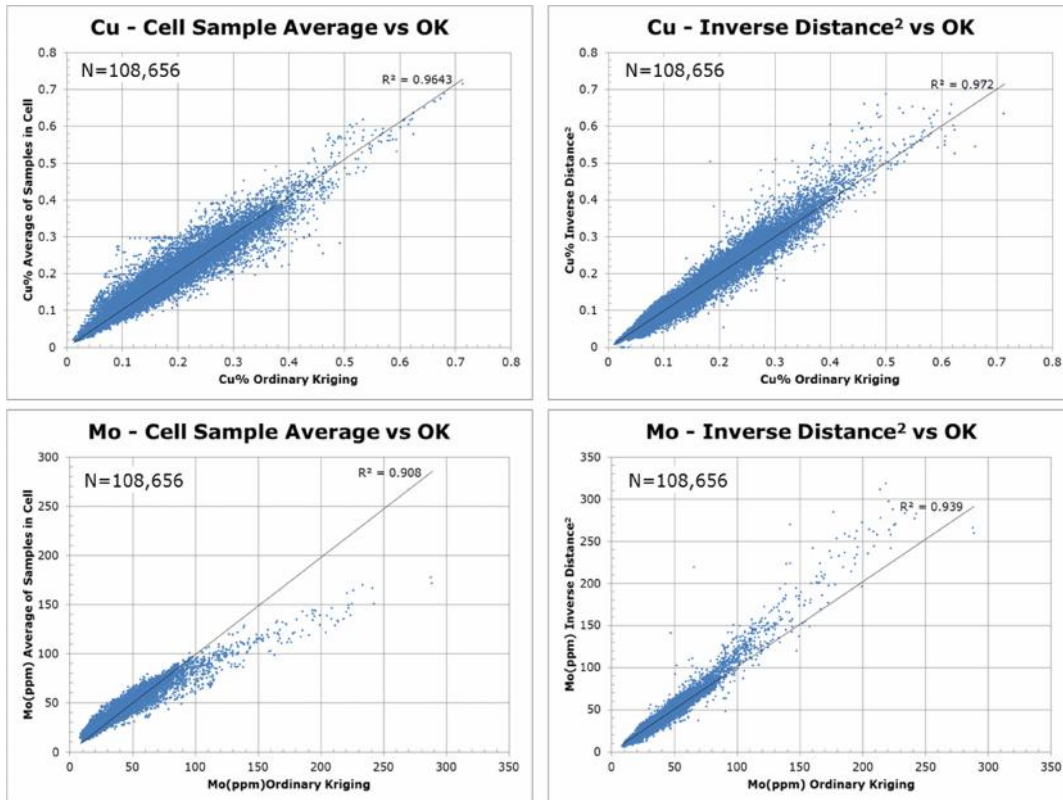 Cu - Cell Sample Average vs OK
N=108,656
R² = 0.9643
Cu% Average of Samples in Cell
0.8
0.7
0.6
0.5
0.4
0.3
0.2
0.1
0
0 0.1 0.2 0.3 0.4 0.5 0.6 0.7 0.8
Cu% Ordinary Kriging
Cu - Inverse Distance² vs OK
N=108,656
R² = 0.972
Cu% Inverse Distance²
0.8
0.7
0.6
0.5
0.4
0.3
0.2
0.1
0
0 0.1 0.2 0.3 0.4 0.5 0.6 0.7 0.8
Cu% Ordinary Kriging
Mo - Cell Sample Average vs OK
N=108,656
R² = 0.908
Mo(ppm) Average of Samples in Cell
300
250
200
150
100
50
0
0 50 100 150 200 250 300 350
Mo(ppm)Ordinary Kriging
Mo - Inverse Distance² vs OK
N=108,656
R² = 0.939
Mo(ppm) Inverse Distance²
350
300
250
200
150
100
50
0
0 50 100 150 200 250 300 350
Mo(ppm) Ordinary Kriging